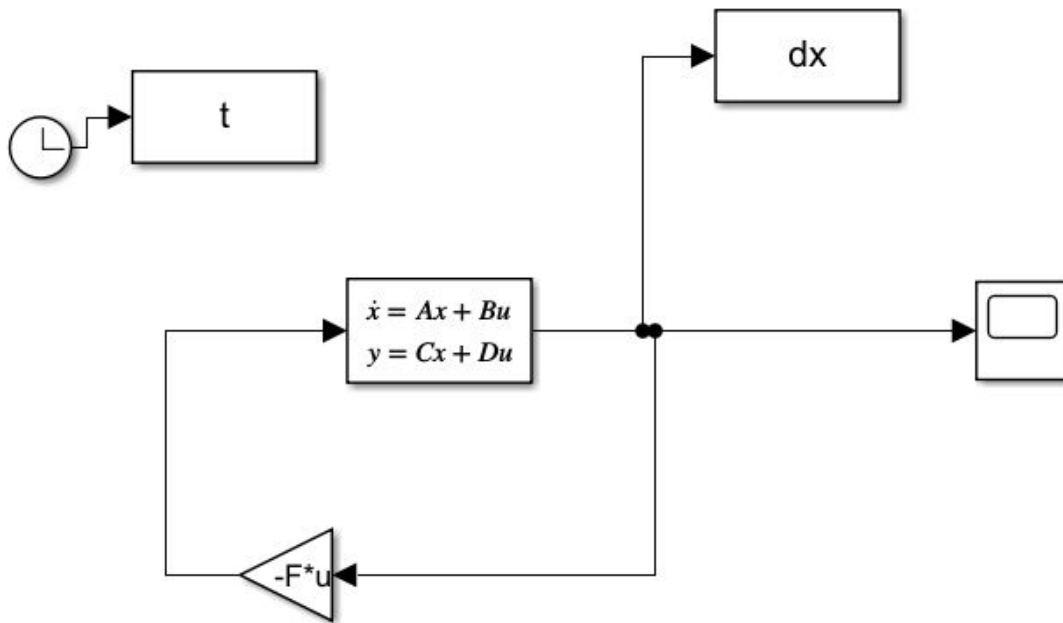 dx
t
ẋ = Ax + Bu
y = Cx + Du
-F*u